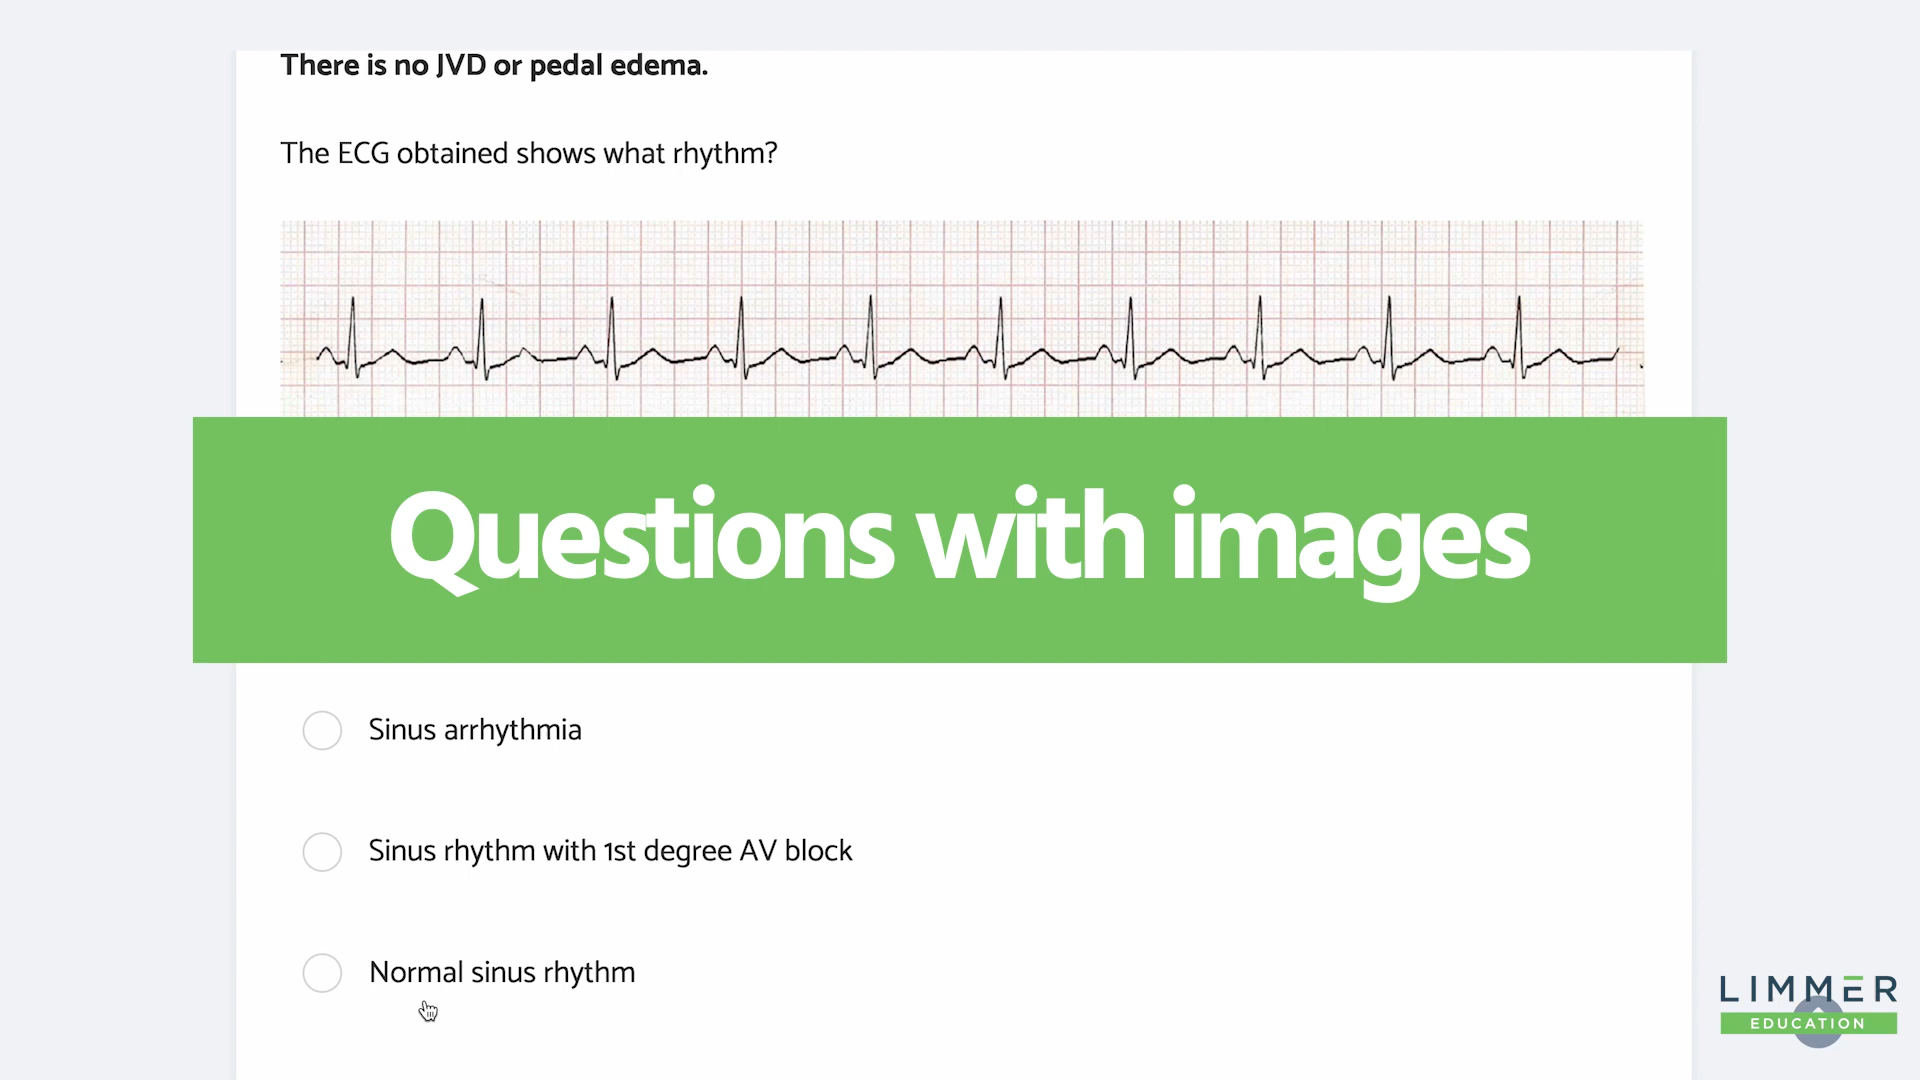 There is no JVD or pedal edema.
The ECG obtained shows what rhythm?
Questions with images
Sinus arrhythmia
Sinus rhythm with 1st degree AV block
Normal sinus rhythm
LIMMER
EDUCATION